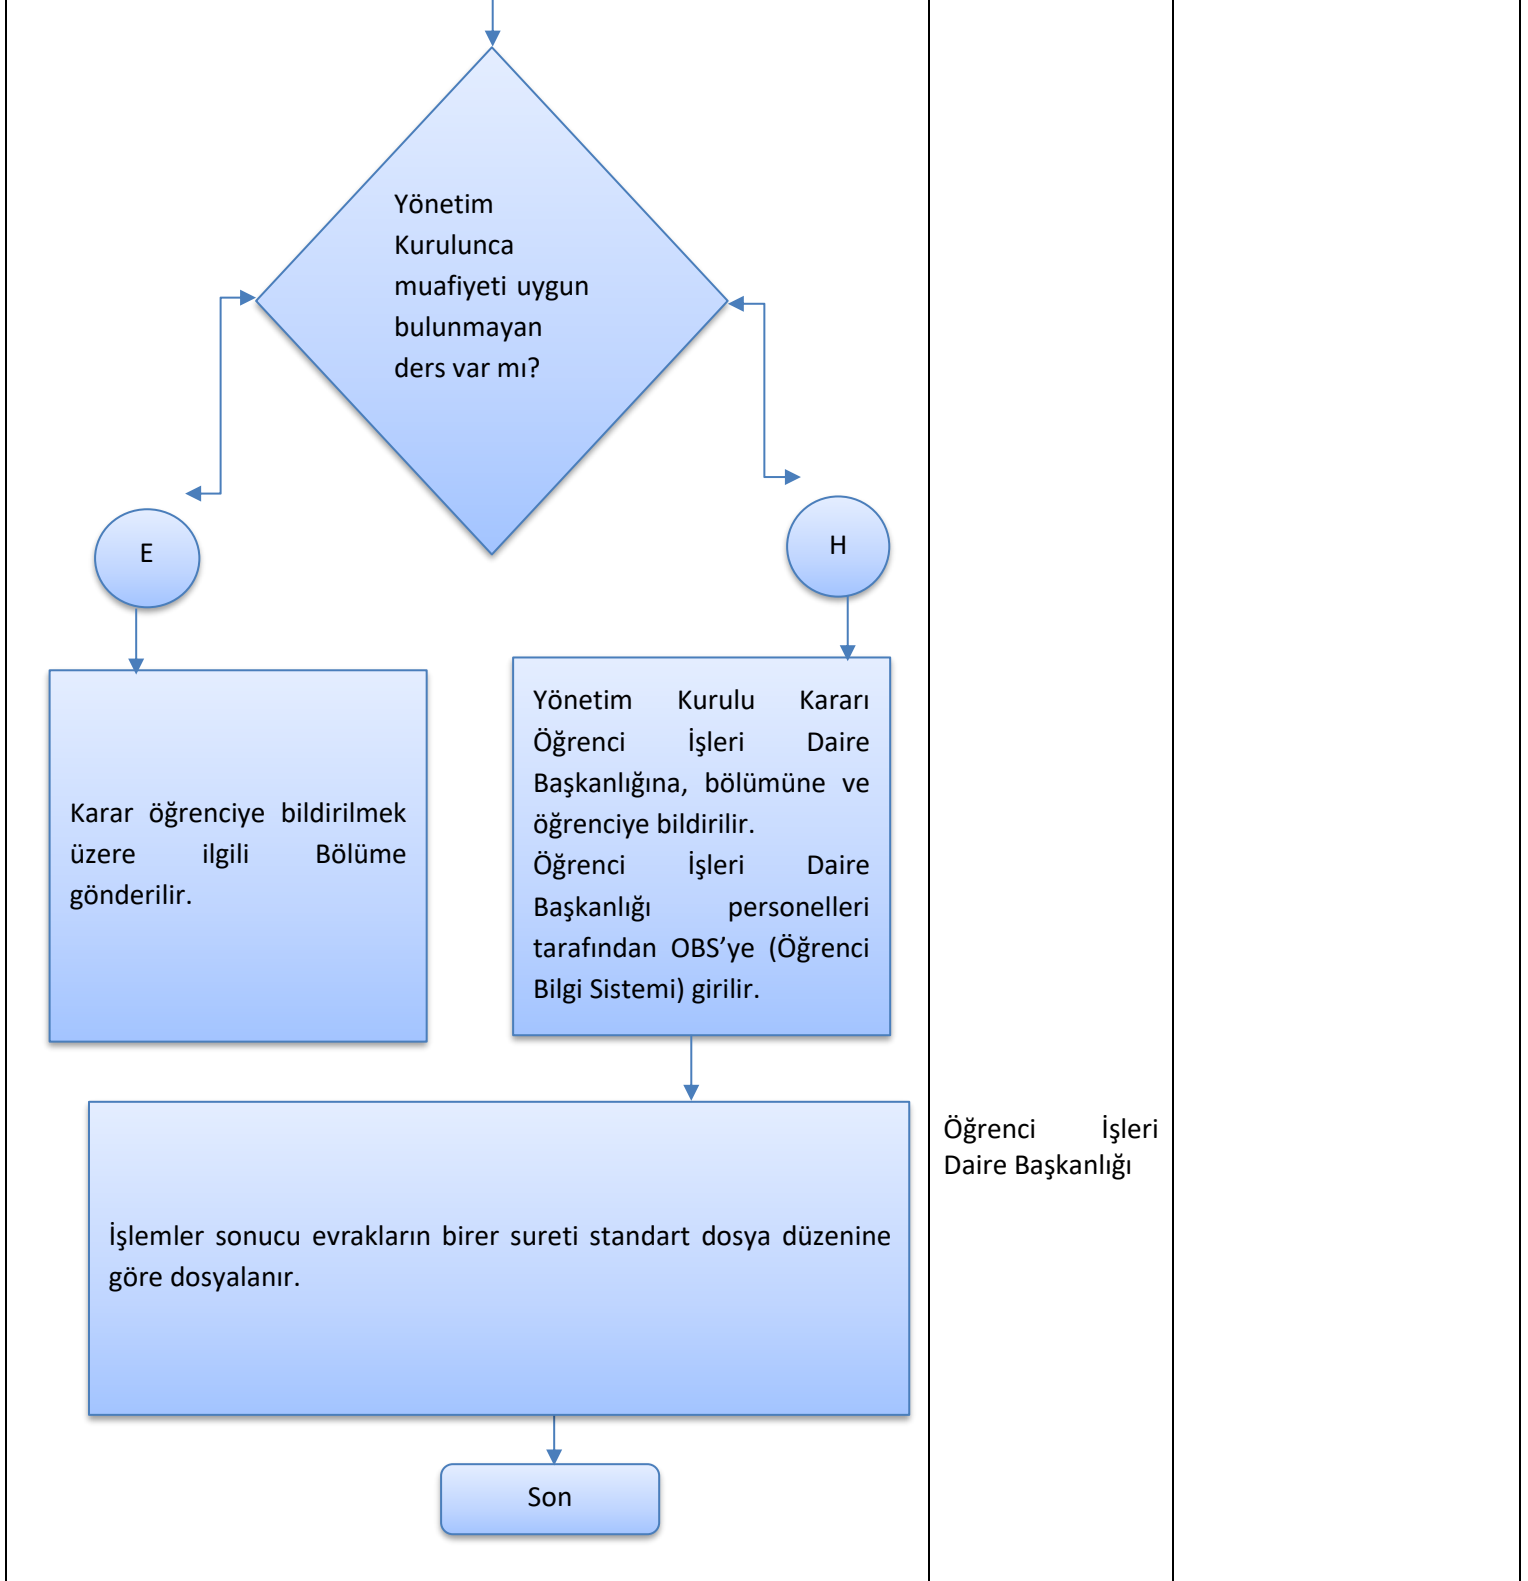 Yönetim
Kurulunca
muafiyeti uygun
bulunmayan
ders var mı?
E
H
Karar öğrenciye bildirilmek
üzere ilgili Bölüme
gönderilir.
Yönetim Kurulu Kararı
Öğrenci İşleri Daire
Başkanlığına, bölümüne ve
öğrenciye bildirilir.
Öğrenci İşleri Daire
Başkanlığı personelleri
tarafından OBS’ye (Öğrenci
Bilgi Sistemi) girilir.
Öğrenci İşleri
Daire Başkanlığı
İşlemler sonucu evrakların birer sureti standart dosya düzenine
göre dosyalanır.
Son